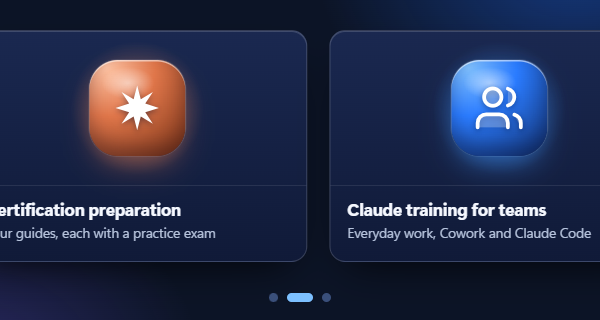 ertification preparation
ur guides, each with a practice exam
Claude training for teams
Everyday work, Cowork and Claude Code